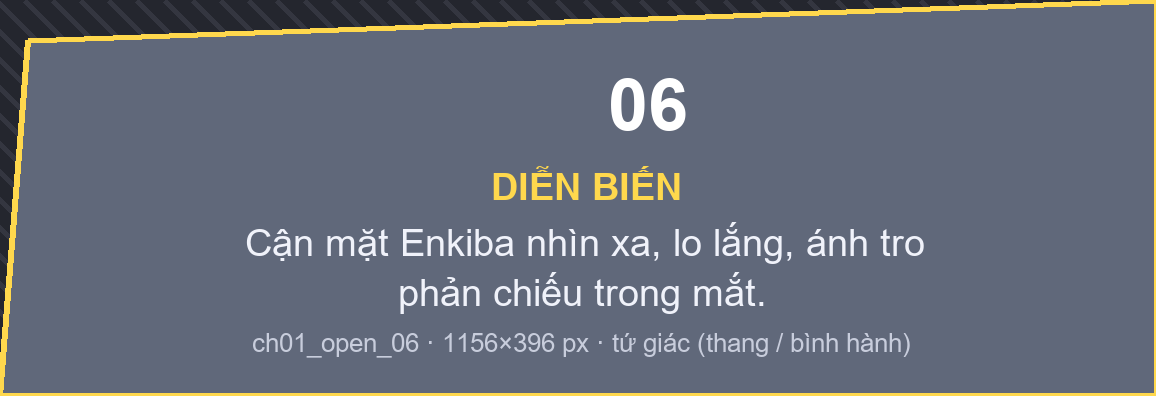 06
DIỄN BIẾN
Cận mặt Enkiba nhìn xa, lo lắng, ánh tro
phản chiếu trong mắt.
ch01_open_06 · 1156×396 px · tứ giác (thang / bình hành)